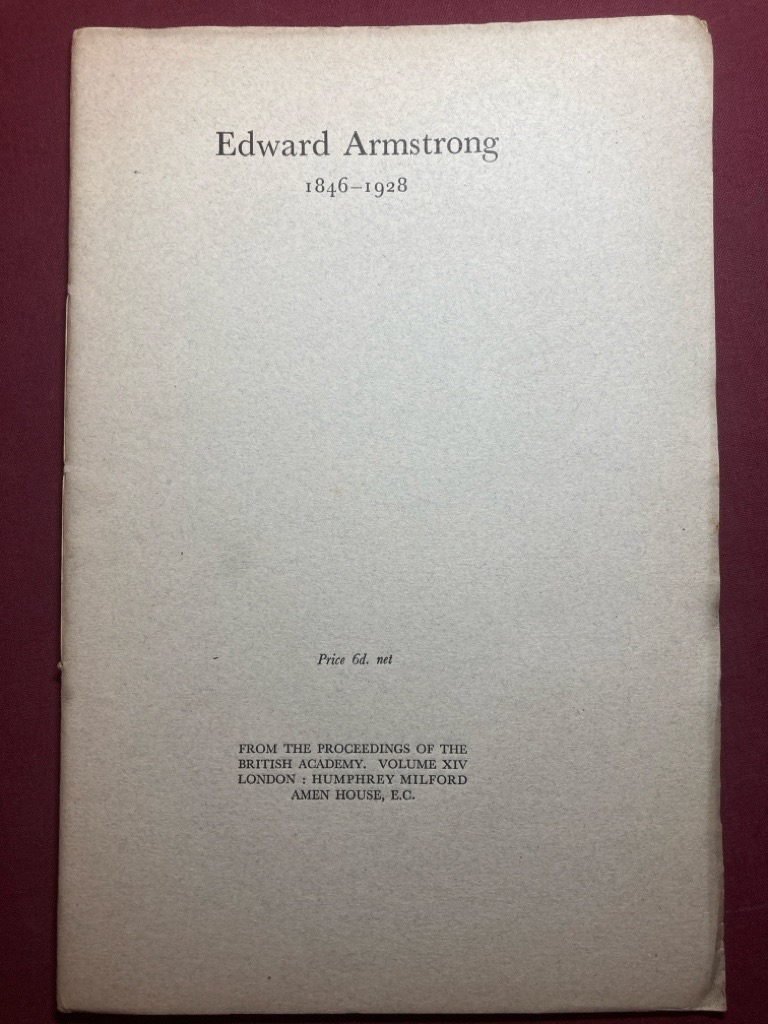 Edward Armstrong
1846–1928
Price 6d. net
FROM THE PROCEEDINGS OF THE
BRITISH ACADEMY. VOLUME XIV
LONDON : HUMPHREY MILFORD
AMEN HOUSE, E.C.